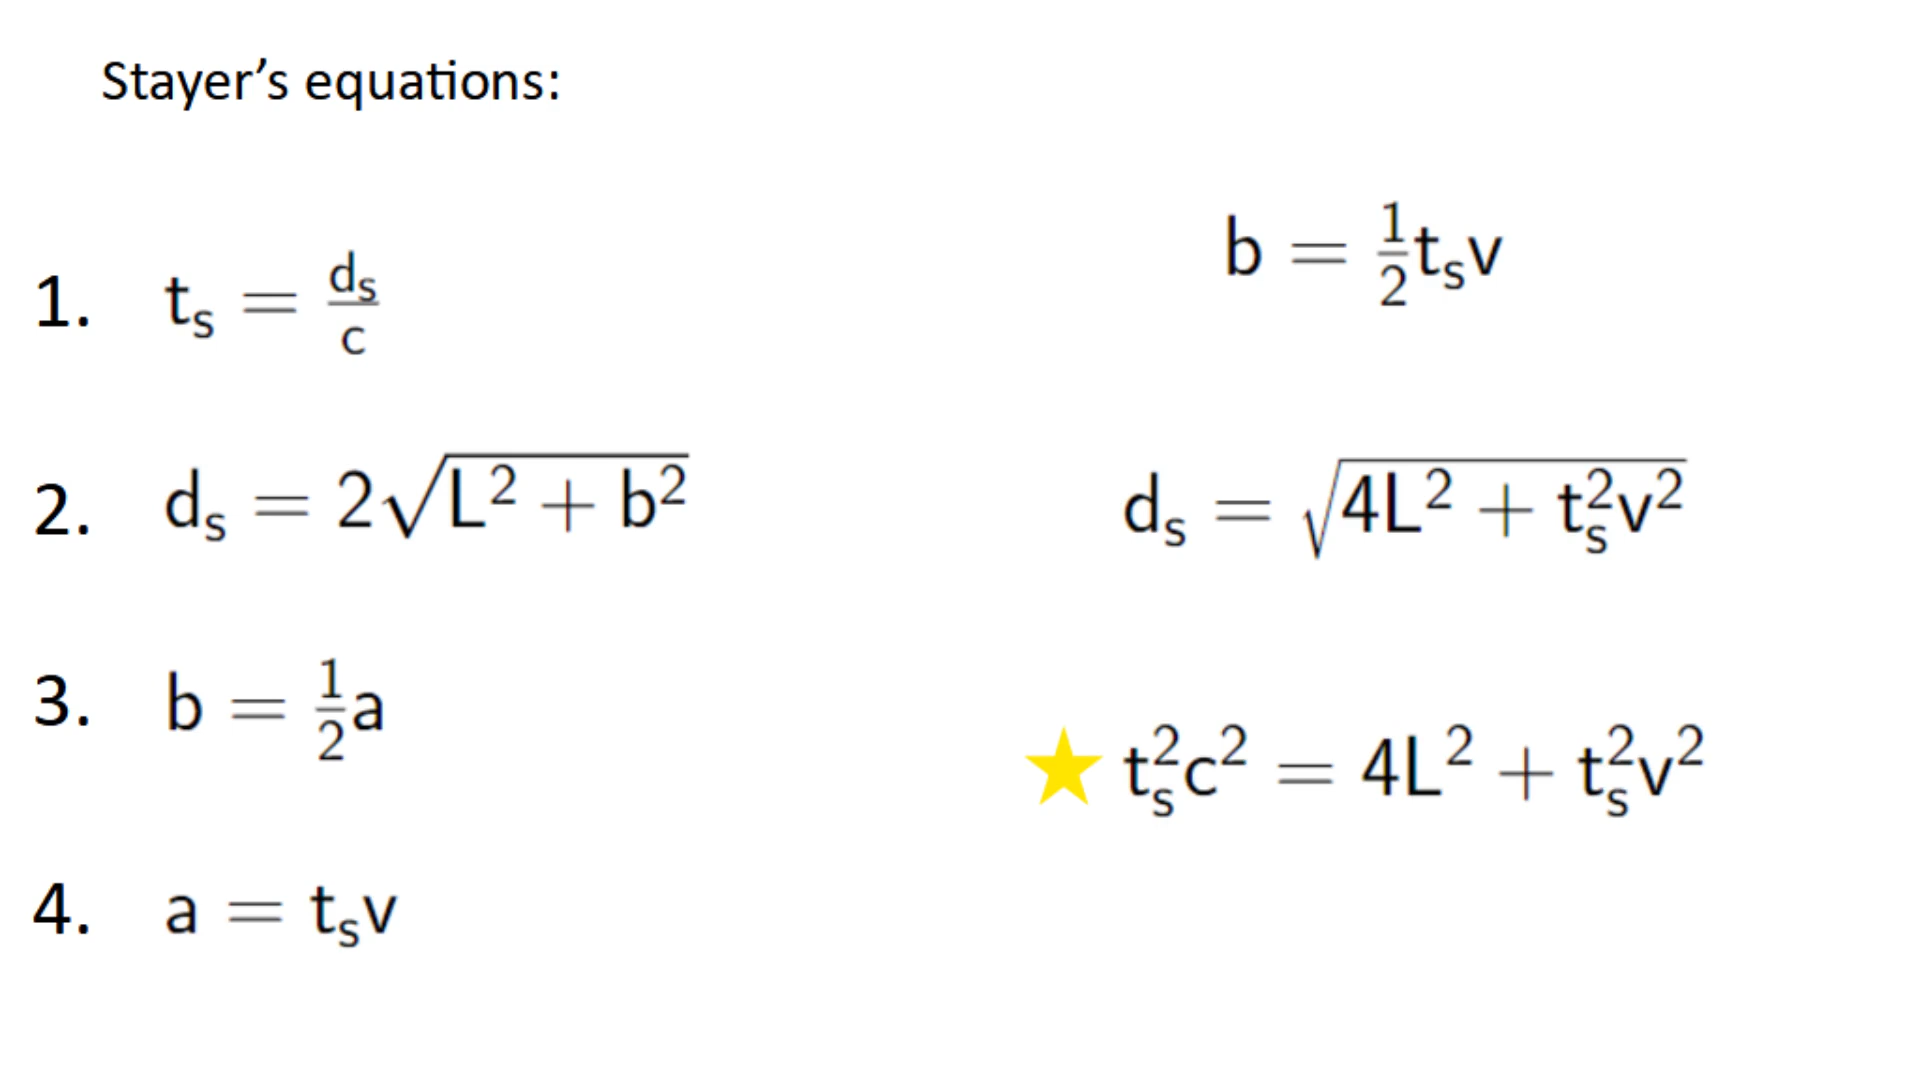 Stayer’s equations:
1. t_s = d_s/c
2. d_s = 2√(L² + b²)
3. b = ½a
4. a = t_s v
b = ½t_s v
d_s = √(4L² + t_s²v²)
★ t_s²c² = 4L² + t_s²v²